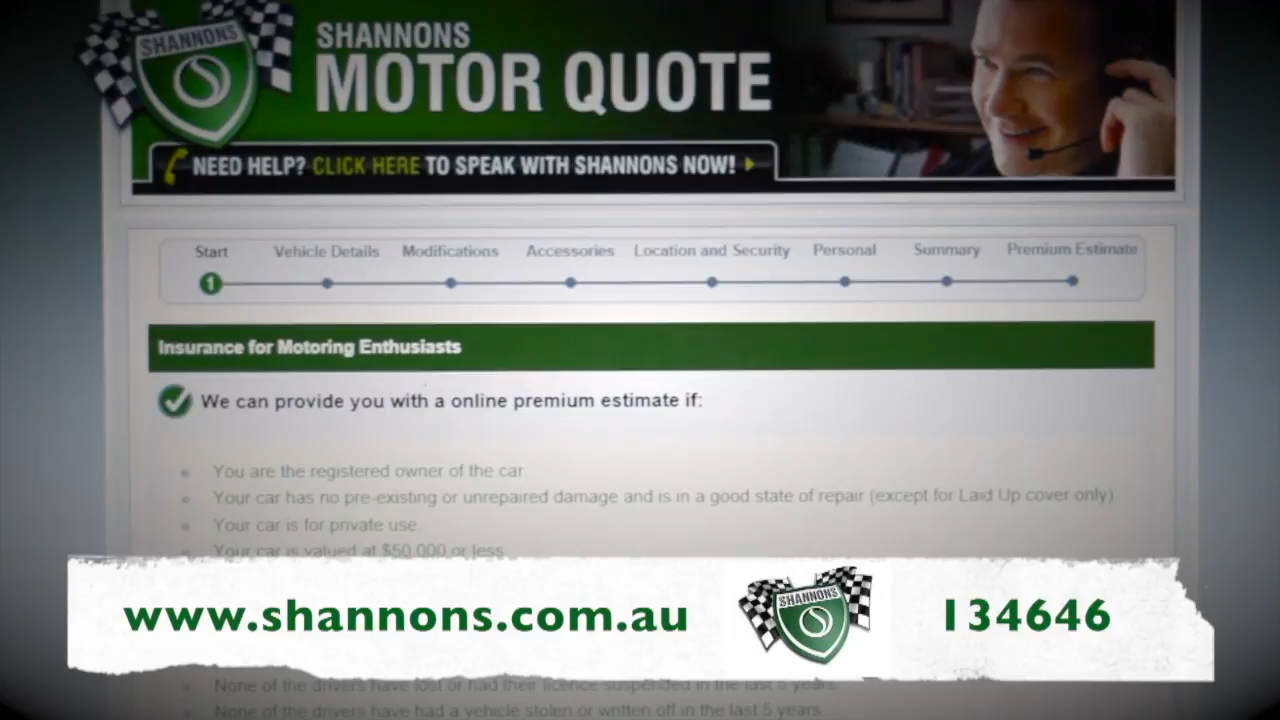 SHANNONS
SHANNONS
MOTOR QUOTE
NEED HELP? CLICK HERE TO SPEAK WITH SHANNONS NOW!
Start Vehicle Details Modifications Accessories Location and Security Personal Summary Premium Estimate
1
Insurance for Motoring Enthusiasts
We can provide you with a online premium estimate if:
You are the registered owner of the car.
Your car has no pre-existing or unrepaired damage and is in a good state of repair (except for Laid Up cover only)
Your car is for private use.
Your car is valued at $50,000 or less
www.shannons.com.au
SHANNONS
134646
None of the drivers have lost or had their licence suspended in the last 5 years.
None of the drivers have had a vehicle stolen or written off in the last 5 years.